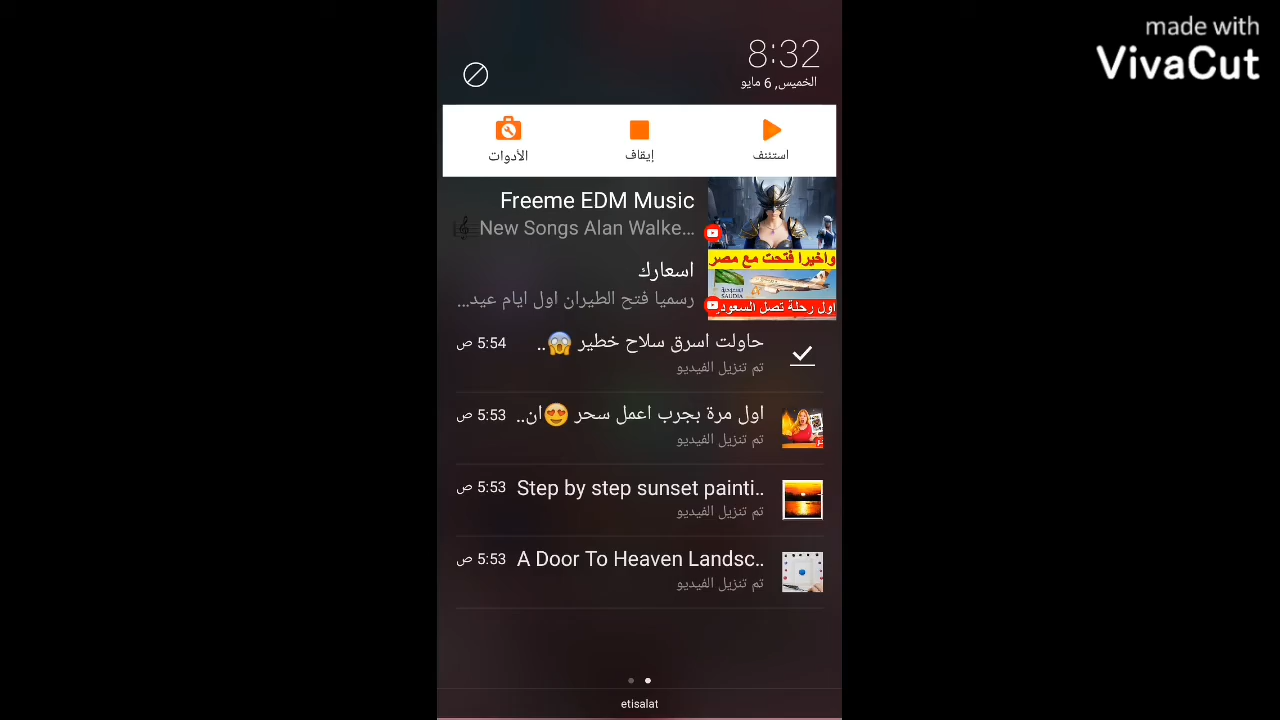 made with
VivaCut
8:32
الخميس, 6 مايو
استئنف
إيقاف
الأدوات
Freeme EDM Music
New Songs Alan Walke...
واخيرا فتحت مع مصر
اسعارك
رسميا فتح الطيران اول ايام عيد...
السعودية
SAUDIA
اول رحلة تصل السعودي
حاولت اسرق سلاح خطير 😱..
5:54 ص
تم تنزيل الفيديو
اول مرة بجرب اعمل سحر 😍ان..
5:53 ص
تم تنزيل الفيديو
Step by step sunset painti..
5:53 ص
تم تنزيل الفيديو
A Door To Heaven Landsc..
5:53 ص
تم تنزيل الفيديو
etisalat